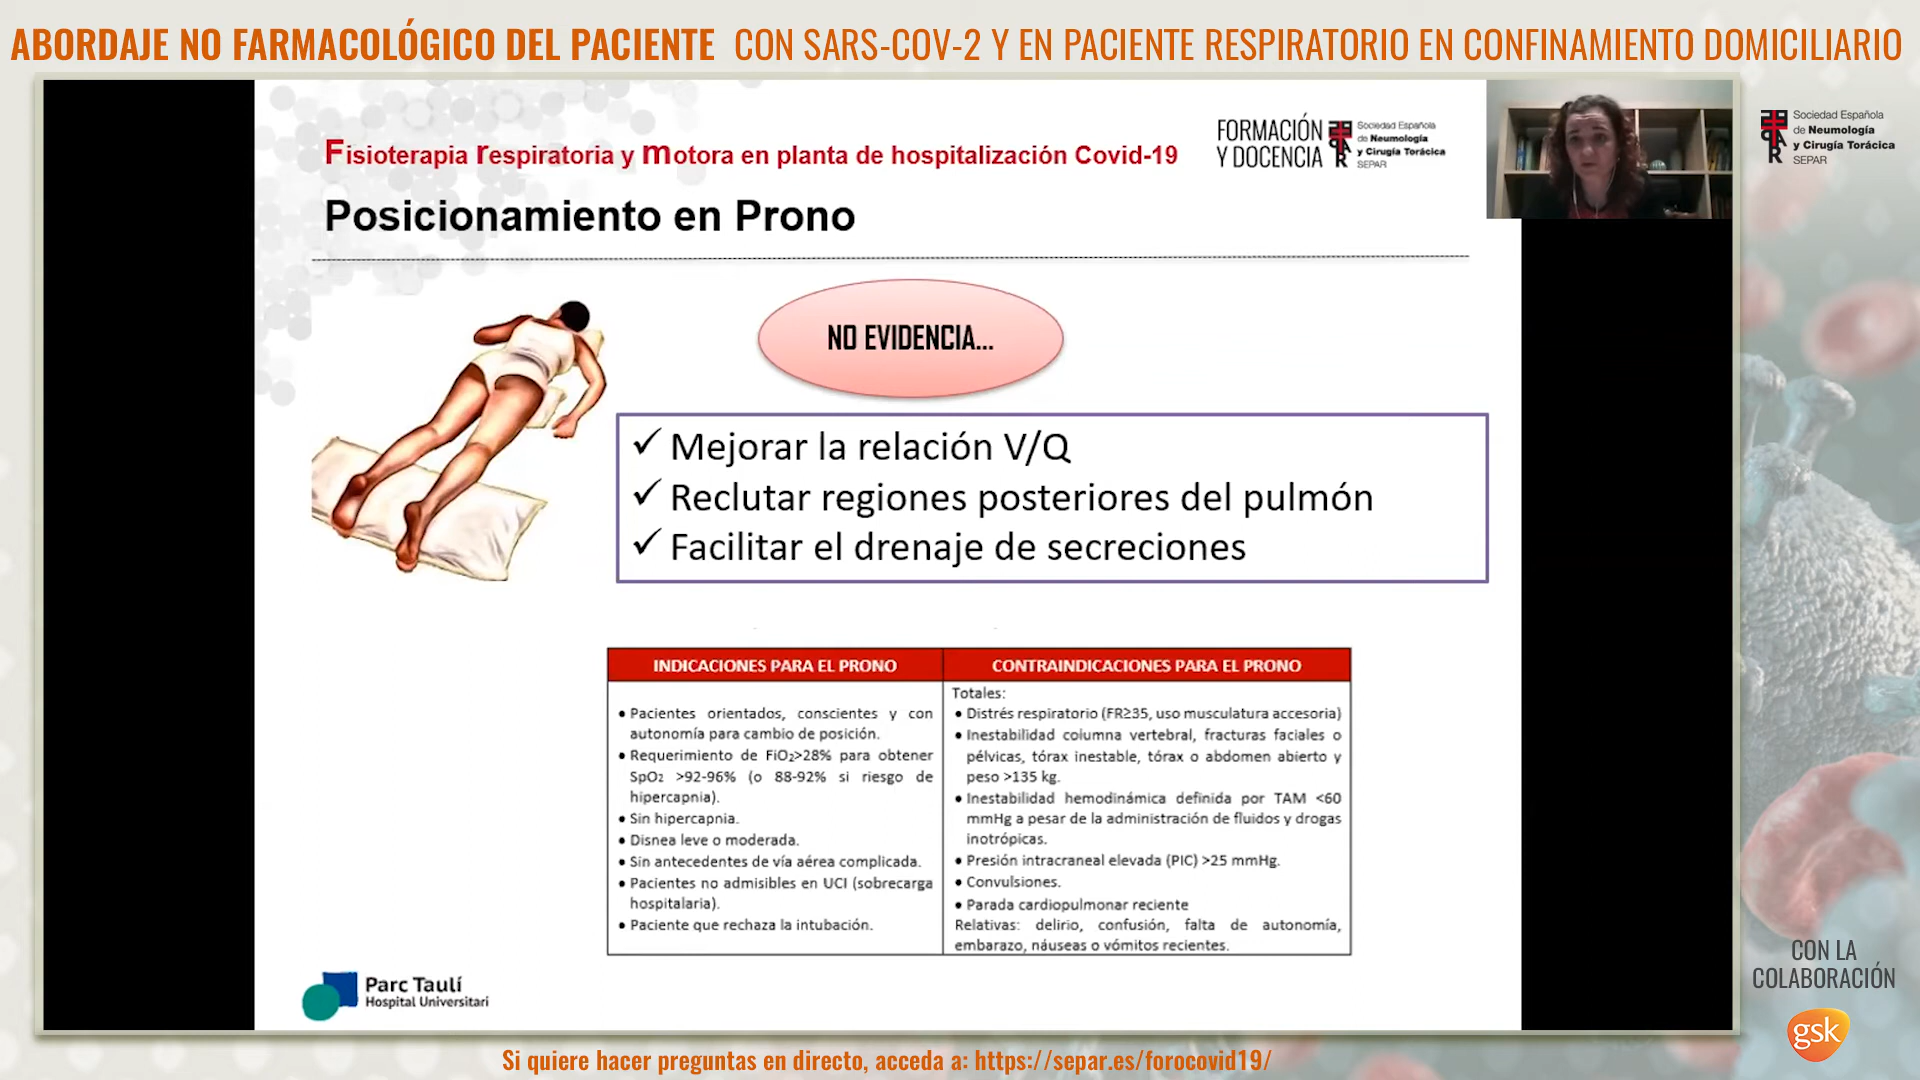 ABORDAJE NO FARMACOLÓGICO DEL PACIENTE CON SARS-COV-2 Y EN PACIENTE RESPIRATORIO EN CONFINAMIENTO DOMICILIARIO
Fisioterapia respiratoria y motora en planta de hospitalización Covid-19
FORMACIÓN
Y DOCENCIA
Sociedad Española
de Neumología
y Cirugía Torácica
SEPAR
Sociedad Española
de Neumología
y Cirugía Torácica
SEPAR
Posicionamiento en Prono
NO EVIDENCIA...
✓ Mejorar la relación V/Q
✓ Reclutar regiones posteriores del pulmón
✓ Facilitar el drenaje de secreciones
INDICACIONES PARA EL PRONO
• Pacientes orientados, conscientes y con
autonomía para cambio de posición.
• Requerimiento de FiO2>28% para obtener
SpO2 >92-96% (o 88-92% si riesgo de
hipercapnia).
• Sin hipercapnia.
• Disnea leve o moderada.
• Sin antecedentes de vía aérea complicada.
• Pacientes no admisibles en UCI (sobrecarga
hospitalaria).
• Paciente que rechaza la intubación.
CONTRAINDICACIONES PARA EL PRONO
Totales:
• Distrés respiratorio (FR≥35, uso musculatura accesoria)
• Inestabilidad columna vertebral, fracturas faciales o
pélvicas, tórax inestable, tórax o abdomen abierto y
peso >135 kg.
• Inestabilidad hemodinámica definida por TAM <60
mmHg a pesar de la administración de fluidos y drogas
inotrópicas.
• Presión intracraneal elevada (PIC) >25 mmHg.
• Convulsiones.
• Parada cardiopulmonar reciente
Relativas: delirio, confusión, falta de autonomía,
embarazo, náuseas o vómitos recientes.
Parc Taulí
Hospital Universitari
CON LA
COLABORACIÓN
gsk
Si quiere hacer preguntas en directo, acceda a: https://separ.es/forocovid19/